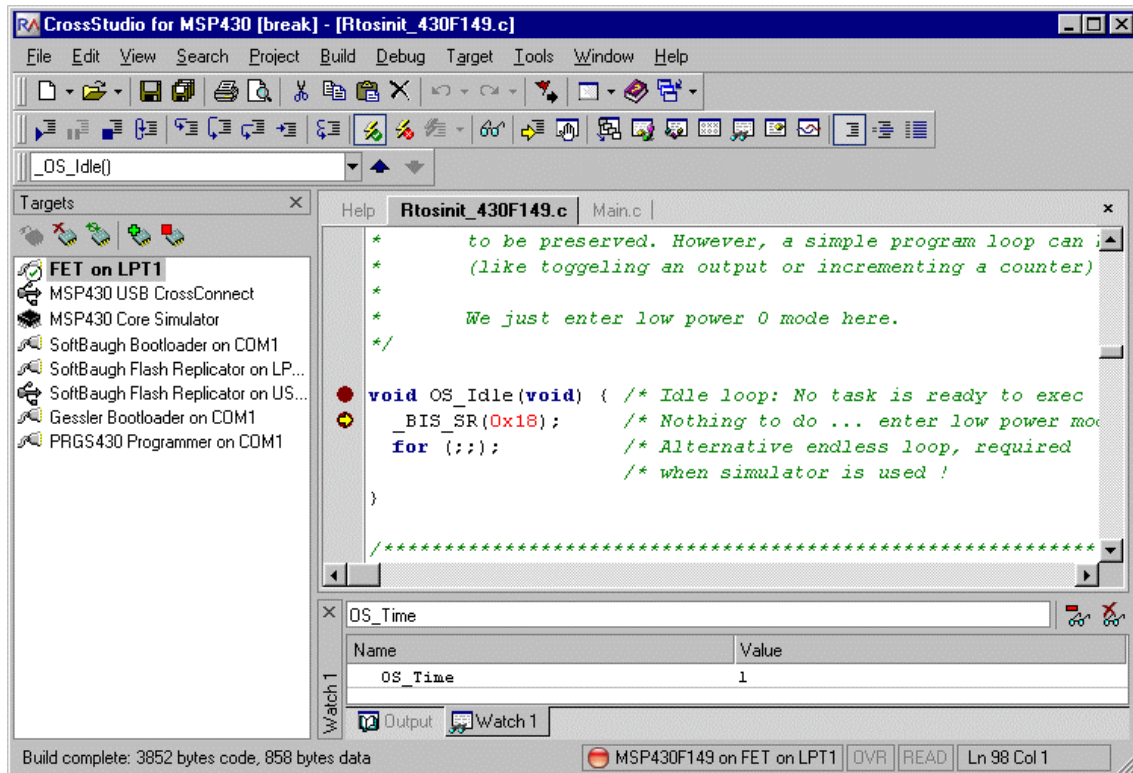 CrossStudio for MSP430 [break] - [Rtosinit_430F149.c]
File Edit View Search Project Build Debug Target Tools Window Help
_OS_Idle()
Targets
FET on LPT1
MSP430 USB CrossConnect
MSP430 Core Simulator
SoftBaugh Bootloader on COM1
SoftBaugh Flash Replicator on LP...
SoftBaugh Flash Replicator on US...
Gessler Bootloader on COM1
PRGS430 Programmer on COM1
Help Rtosinit_430F149.c Main.c
* to be preserved. However, a simple program loop can
* (like toggeling an output or incrementing a counter)
*
* We just enter low power 0 mode here.
*/
void OS_Idle(void) { /* Idle loop: No task is ready to exec
_BIS_SR(0x18); /* Nothing to do ... enter low power mo
for (;;); /* Alternative endless loop, required
/* when simulator is used !
}
/***********************************************************
OS_Time
Name Value
OS_Time 1
Watch 1
Output Watch 1
Build complete: 3852 bytes code, 858 bytes data
MSP430F149 on FET on LPT1 OVR READ Ln 98 Col 1